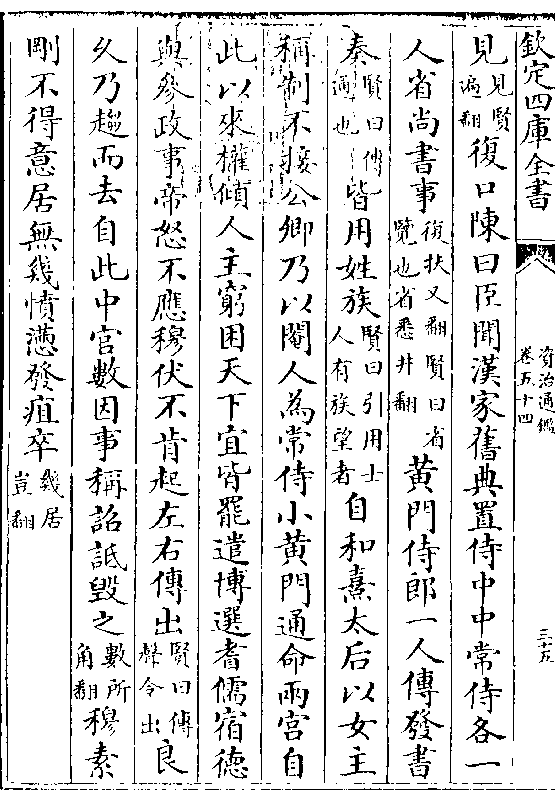 欽定四庫全書
資治通鑑
卷五十四
三十五
見見賢遍翻復口陳曰臣聞漢家舊典置侍中中常侍各一
人省尚書事復扶又翻賢曰省覽也省悉井翻黃門侍郎一人傳發書
奏賢曰傳通也皆用姓族賢曰引用士人有族望者自和熹太后以女主
稱制不接公卿乃以閹人為常侍小黃門通命兩宮自
此以來權傾人主窮困天下宜皆罷遣博選耆儒宿德
與參政事帝怒不應穆伏不肯起左右傳出賢曰傳聲令出良
久乃趨而去自此中官數因事稱詔詆毀之數所角翻穆素
剛不得意居無幾憤懣發疽卒幾居豈翻